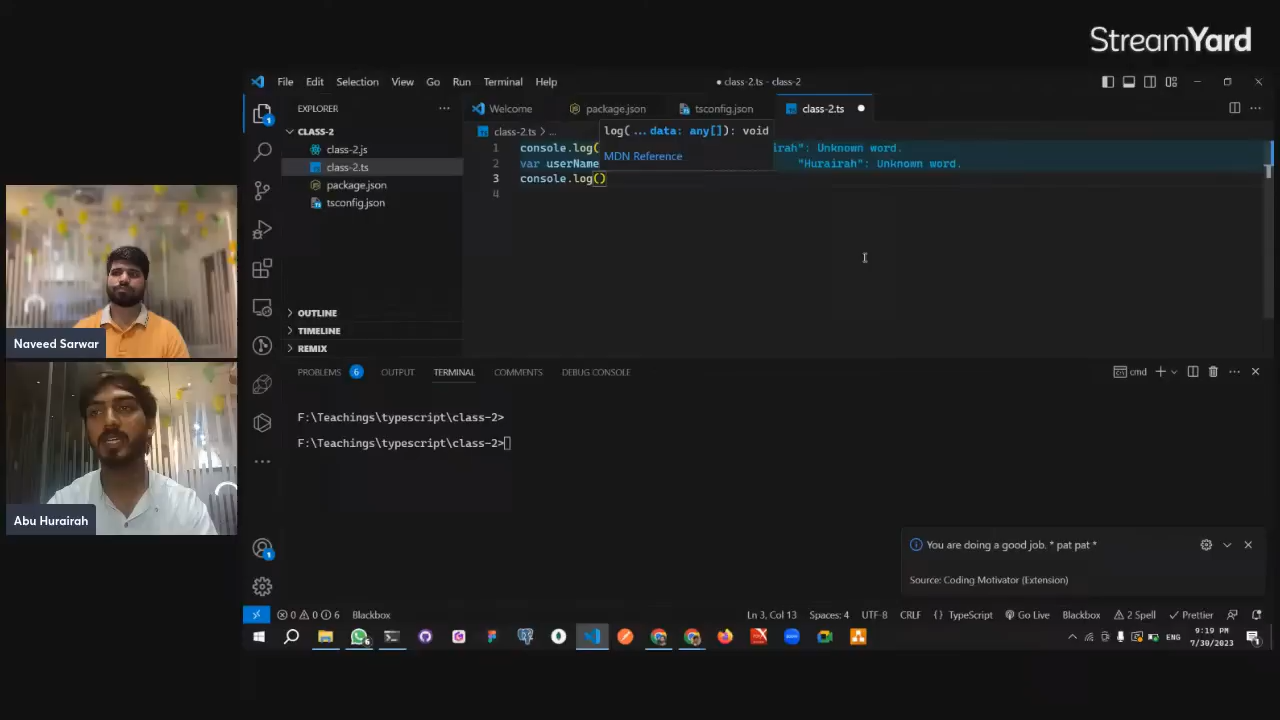 StreamYard
File Edit Selection View Go Run Terminal Help
● class-2.ts - class-2
EXPLORER
Welcome package.json tsconfig.json class-2.ts
CLASS-2
class-2.js
class-2.ts
package.json
tsconfig.json
OUTLINE
TIMELINE
REMIX
class-2.ts > ...
log(...data: any[]): void
MDN Reference
1 console.log( irah": Unknown word.
2 var userName "Hurairah": Unknown word.
3 console.log()
4
PROBLEMS 6 OUTPUT TERMINAL COMMENTS DEBUG CONSOLE
cmd
F:\Teachings\typescript\class-2>
F:\Teachings\typescript\class-2>
Naveed Sarwar
Abu Hurairah
You are doing a good job. * pat pat *
Source: Coding Motivator (Extension)
1
1
0 0 6 Blackbox
Ln 3, Col 13 Spaces: 4 UTF-8 CRLF {} TypeScript Go Live Blackbox 2 Spell Prettier
6
ENG
9:19 PM
7/30/2023
1